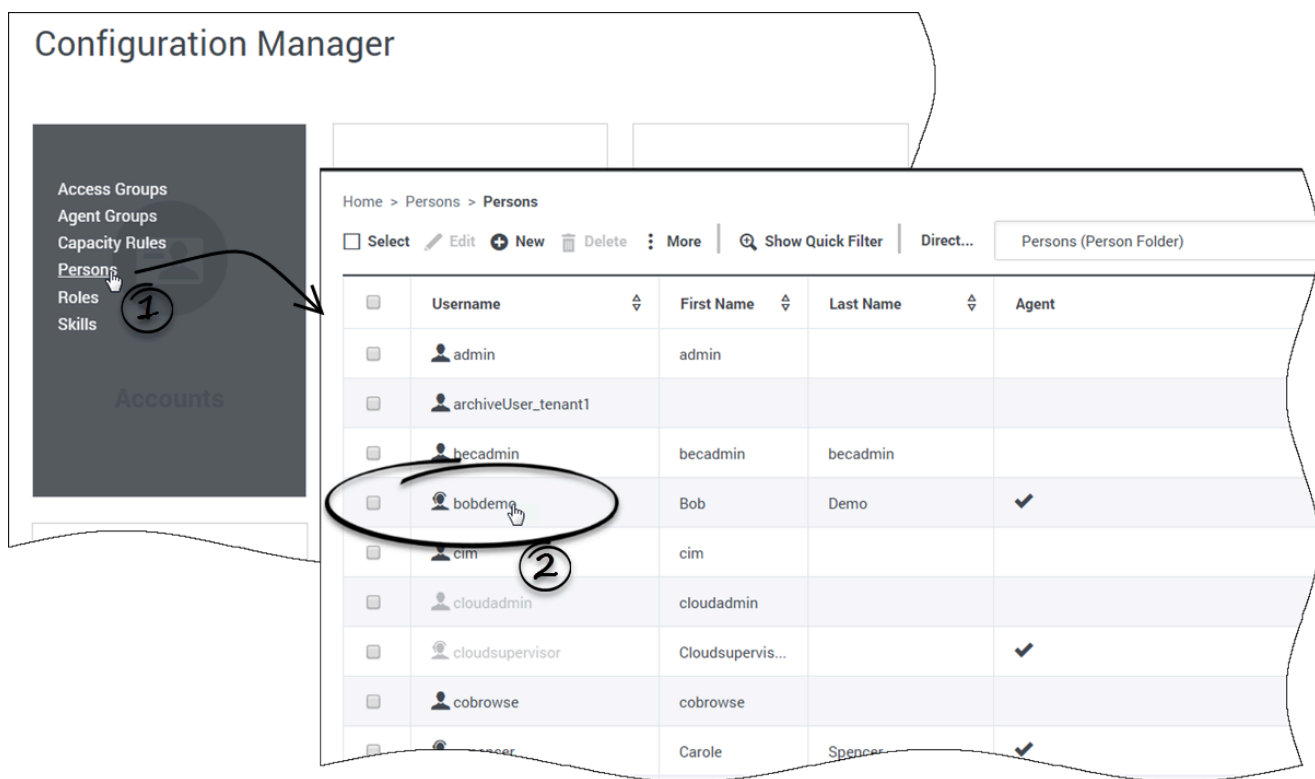 Configuration Manager
Access Groups
Agent Groups
Capacity Rules
Persons
Roles
Skills
1
Accounts
Home > Persons > Persons
Select Edit New Delete More Show Quick Filter Direct... Persons (Person Folder)
Username First Name Last Name Agent
admin admin
archiveUser_tenant1
becadmin becadmin becadmin
bobdemo Bob Demo
cim cim
2
cloudadmin cloudadmin
cloudsupervisor Cloudsupervis...
cobrowse cobrowse
Carole Spencer